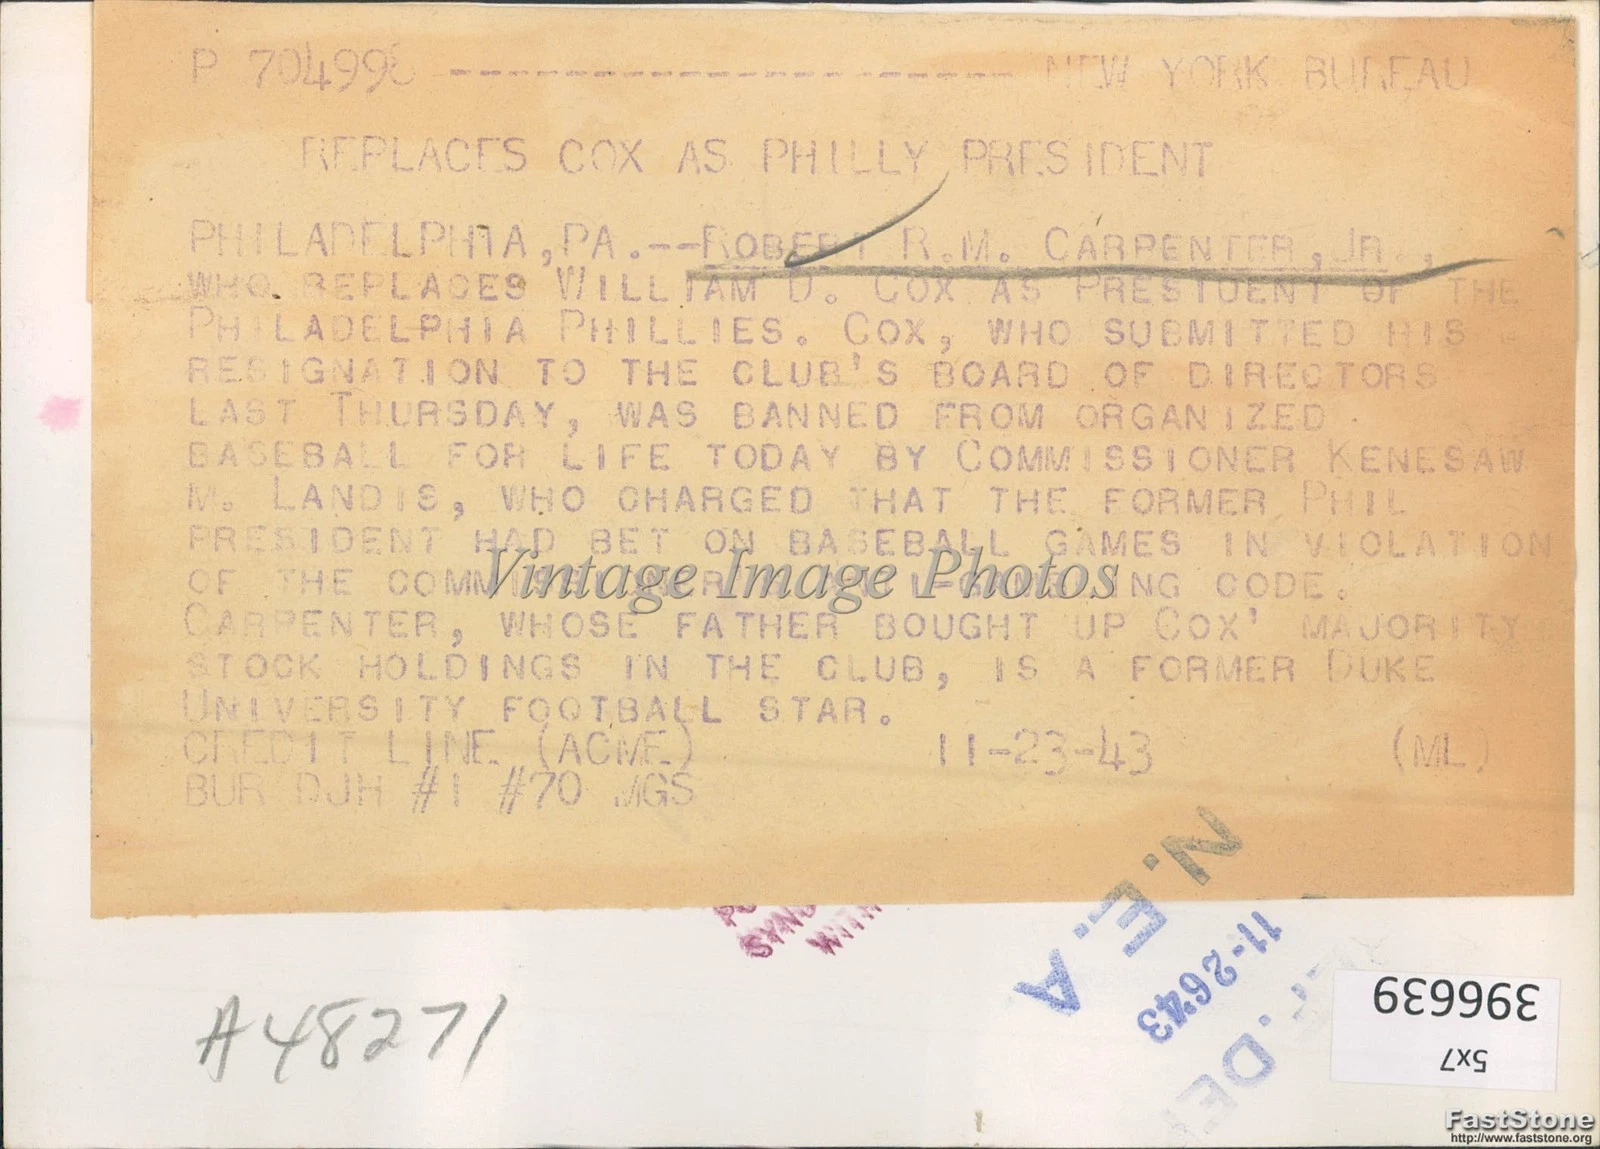 P 704998 -------------------- NEW YORK BUREAU
REPLACES COX AS PHILLY PRESIDENT
PHILADELPHIA, PA.--ROBERT R.M. CARPENTER, JR.,
WHO REPLACES WILLIAM D. COX AS PRESIDENT OF THE
PHILADELPHIA PHILLIES. COX, WHO SUBMITTED HIS
RESIGNATION TO THE CLUB'S BOARD OF DIRECTORS
LAST THURSDAY, WAS BANNED FROM ORGANIZED
BASEBALL FOR LIFE TODAY BY COMMISSIONER KENESAW
M. LANDIS, WHO CHARGED THAT THE FORMER PHIL
PRESIDENT HAD BET ON BASEBALL GAMES IN VIOLATION
OF THE COMMISSIONER'S ANTI-GAMBLING CODE.
Vintage Image Photos
CARPENTER, WHOSE FATHER BOUGHT UP COX' MAJORITY
STOCK HOLDINGS IN THE CLUB, IS A FORMER DUKE
UNIVERSITY FOOTBALL STAR.
CREDIT LINE (ACME) 11-23-43 (ML)
BUR DJH #1 #70 MGS
N.E.A
11-26 43
A48271
396639
5x7
FastStone
http://www.faststone.org